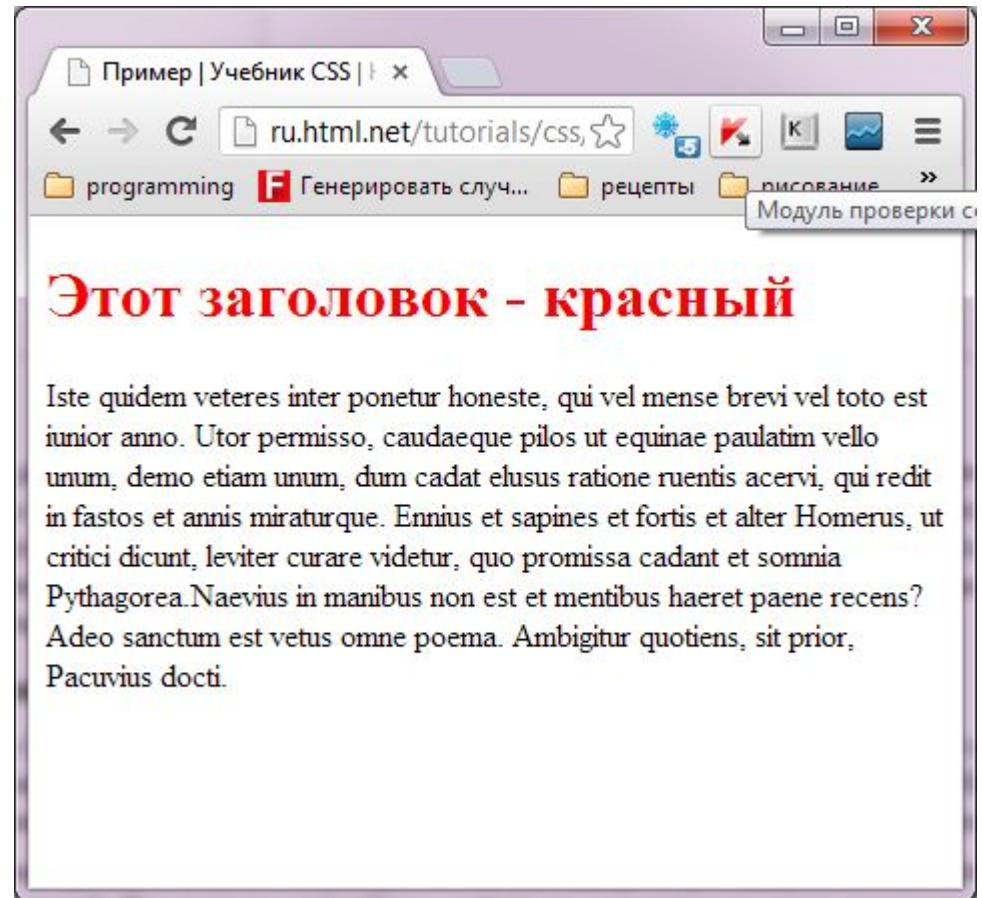 Пример | Учебник CSS |
ru.html.net/tutorials/css,
-5
K
programming
F Генерировать случ...
рецепты
рисование
»
Модуль проверки сс
Этот заголовок - красный
Iste quidem veteres inter ponetur honeste, qui vel mense brevi vel toto est
iunior anno. Utor permisso, caudaeque pilos ut equinae paulatim vello
unum, demo etiam unum, dum cadat elusus ratione ruentis acervi, qui redit
in fastos et annis miraturque. Ennius et sapines et fortis et alter Homerus, ut
critici dicunt, leviter curare videtur, quo promissa cadant et somnia
Pythagorea.Naevius in manibus non est et mentibus haeret paene recens?
Adeo sanctum est vetus omne poema. Ambigitur quotiens, sit prior,
Pacuvius docti.